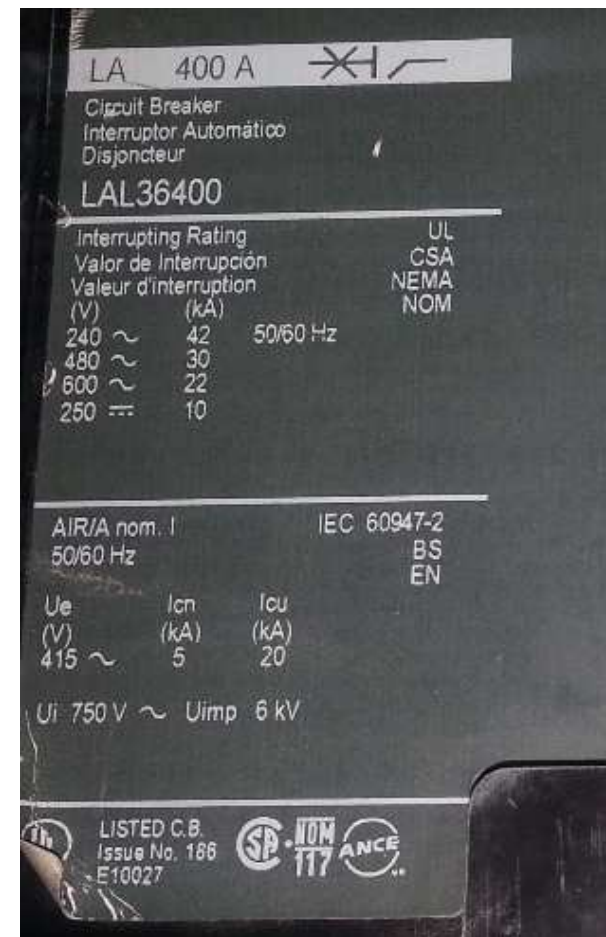 LA 400 A
Circuit Breaker
Interruptor Automático
Disjoncteur
LAL36400
Interrupting Rating UL
Valor de Interrupción CSA
Valeur d'interruption NEMA
(V) (kA) NOM
240 ~ 42 50/60 Hz
480 ~ 30
600 ~ 22
250 ⎓ 10
AIR/A nom. I IEC 60947-2
50/60 Hz BS
EN
Ue Icn Icu
(V) (kA) (kA)
415 ~ 5 20
Ui 750 V ~ Uimp 6 kV
LISTED C.B.
Issue No. 186
E10027
SA
NOM
117
ANCE